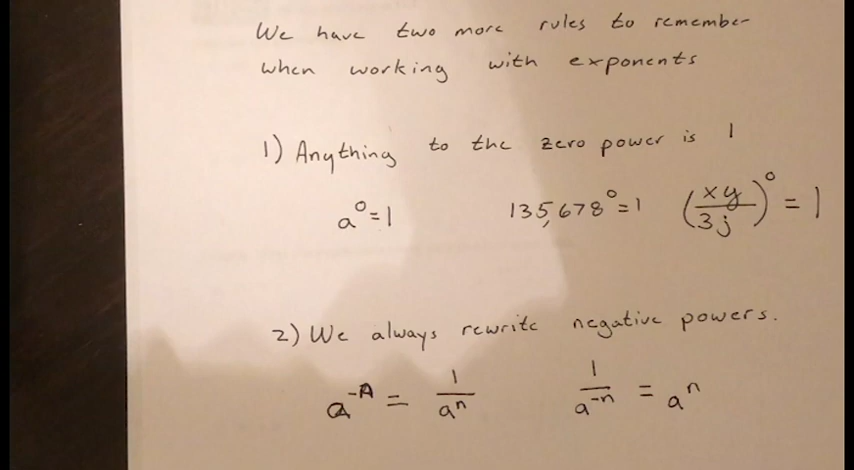 We have two more rules to remember
when working with exponents
1) Anything to the zero power is 1
a⁰=1 135,678⁰=1 (xy/3j)⁰ = 1
2) We always rewrite negative powers.
a⁻ᴬ = 1/aⁿ 1/a⁻ⁿ = aⁿ